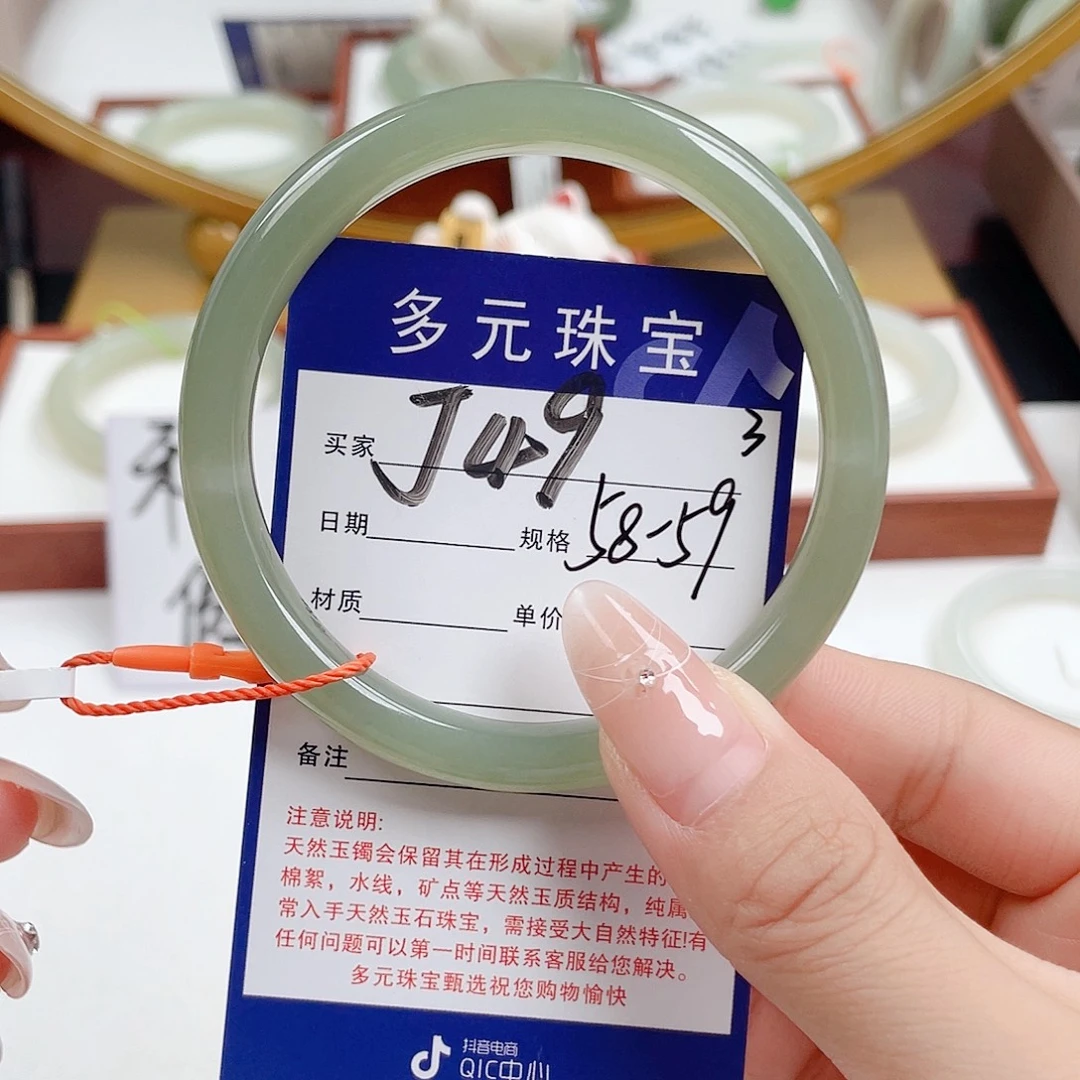 多元珠宝
3
买家 J49
日期 规格 58-59
材质 单价
备注
注意说明:
天然玉镯会保留其在形成过程中产生的
棉絮，水线，矿点等天然玉质结构，纯属
常入手天然玉石珠宝，需接受大自然特征!有
任何问题可以第一时间联系客服给您解决。
多元珠宝甄选祝您购物愉快
抖音电商
QIC中心